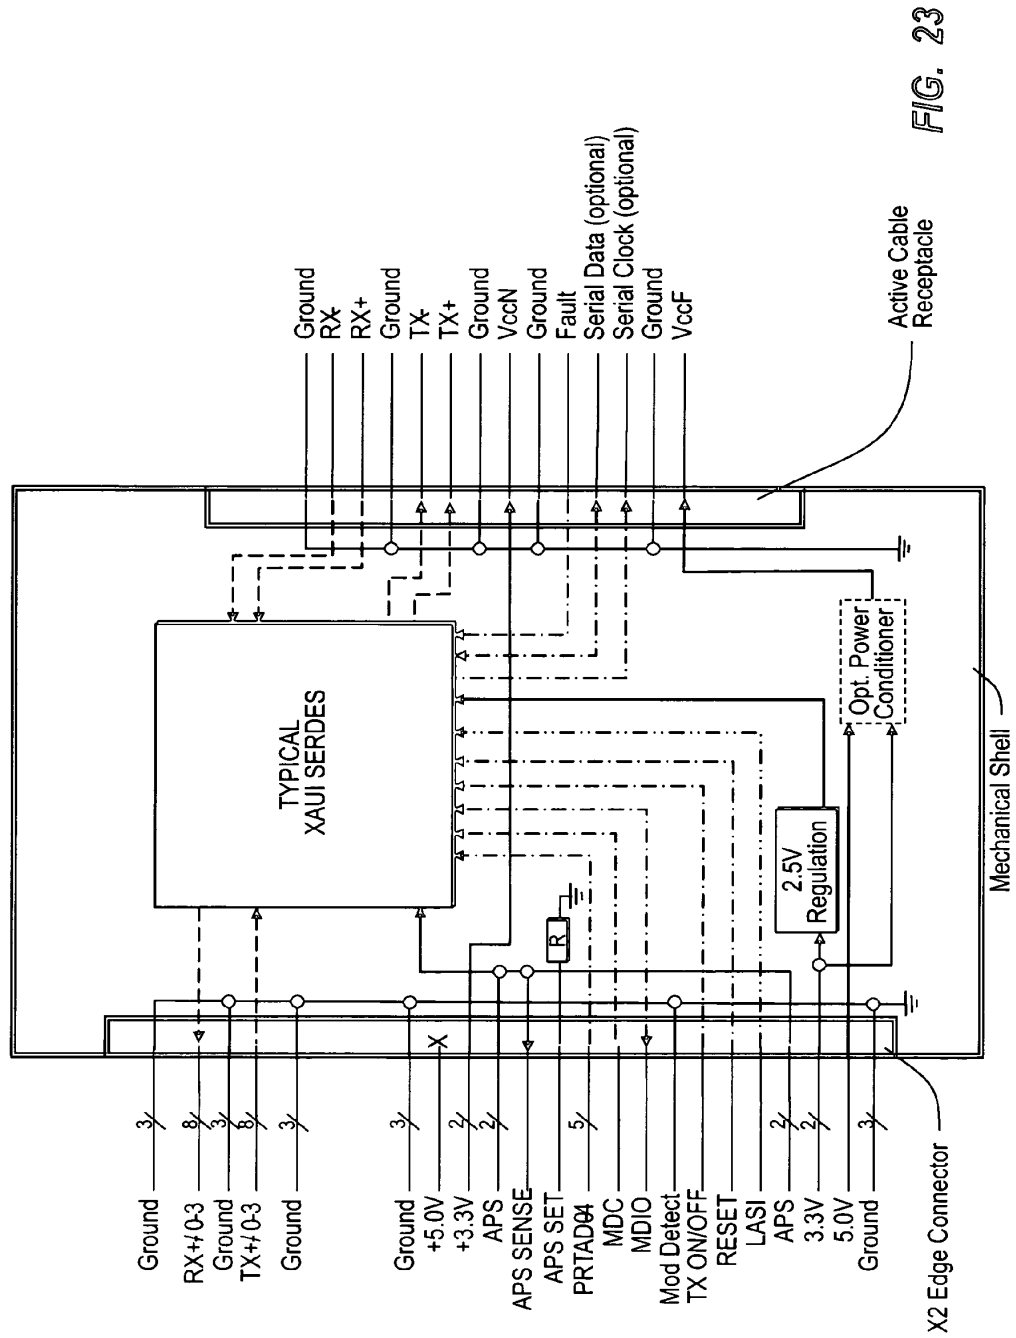 Ground
RX-
RX+
Ground
TX-
TX+
Ground
VccN
Ground
Fault
Serial Data (optional)
Serial Clock (optional)
Ground
VccF
Active Cable
Receptacle
TYPICAL
XAUI SERDES
Opt. Power
Conditioner
2.5V
Regulation
R
X
Mechanical Shell
3
8
3
8
3
3
2
2
5
2
2
3
Ground
RX+/-0-3
Ground
TX+/-0-3
Ground
Ground
+5.0V
+3.3V
APS
APS SENSE
APS SET
PRTAD04
MDC
MDIO
Mod Detect
TX ON/OFF
RESET
LASI
APS
3.3V
5.0V
Ground
X2 Edge Connector
FIG. 23